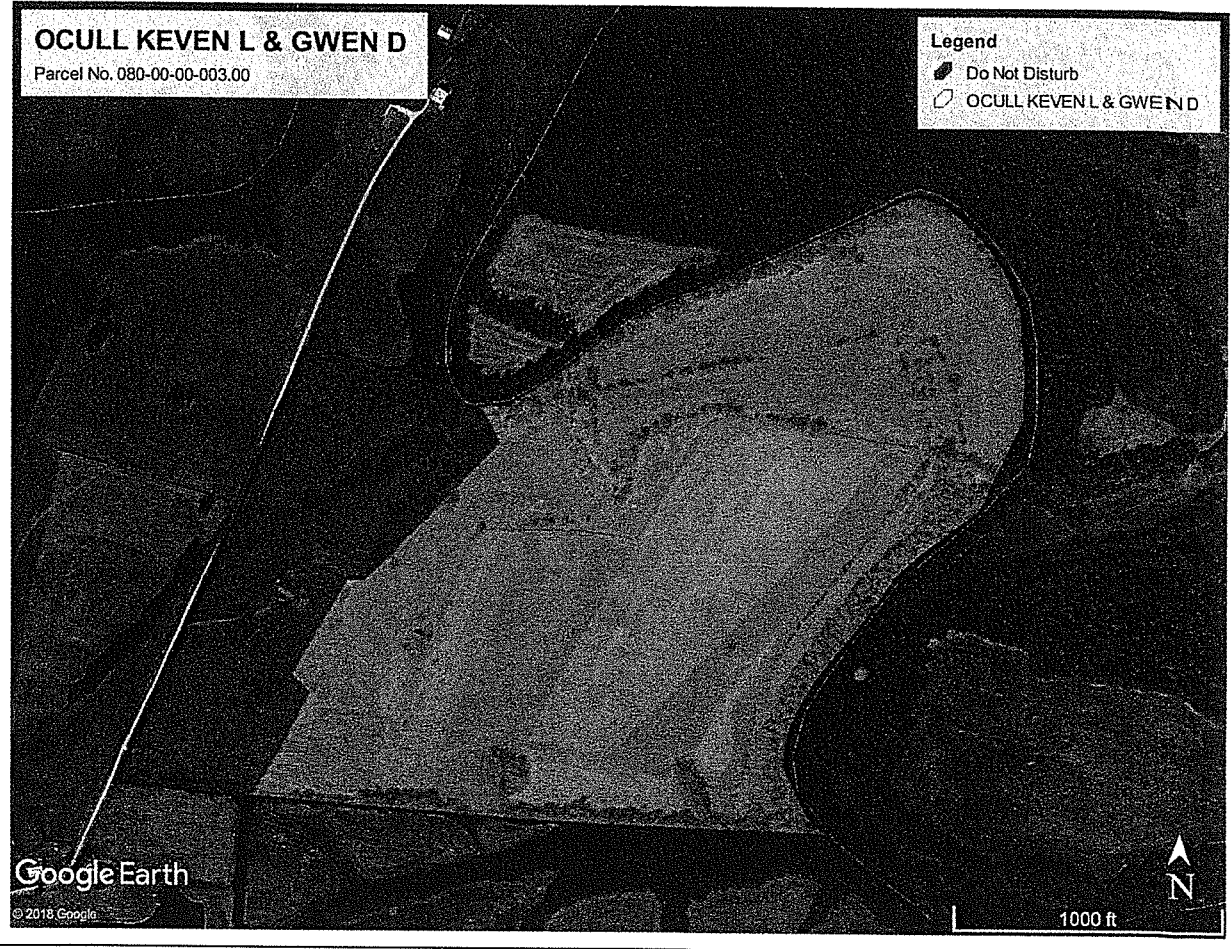 OCULL KEVEN L & GWEN D
Parcel No. 080-00-00-003.00
Legend
Do Not Disturb
OCULL KEVEN L & GWEN D
Google Earth
© 2018 Google
N
1000 ft